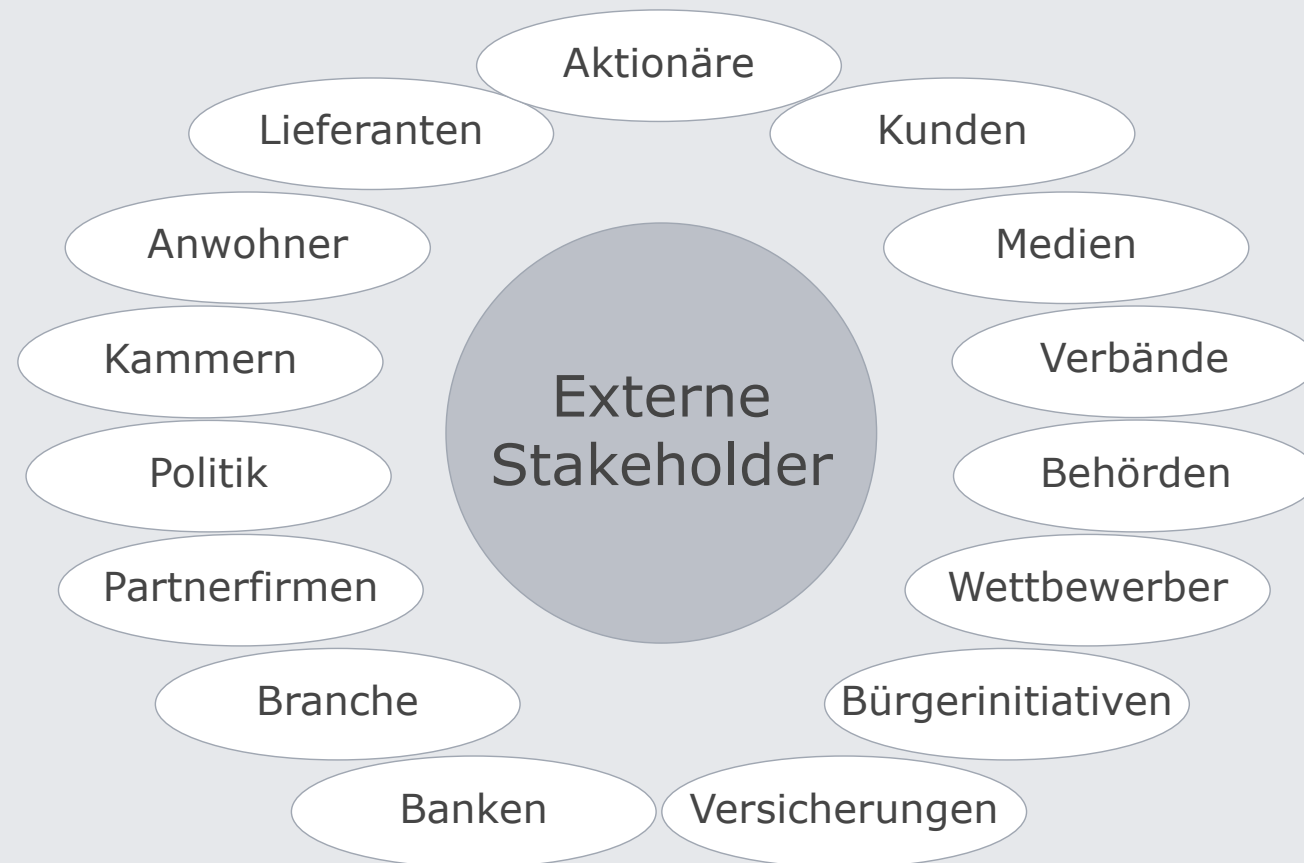 Aktionäre
Lieferanten
Kunden
Anwohner
Medien
Kammern
Verbände
Externe
Stakeholder
Politik
Behörden
Partnerfirmen
Wettbewerber
Branche
Bürgerinitiativen
Banken
Versicherungen